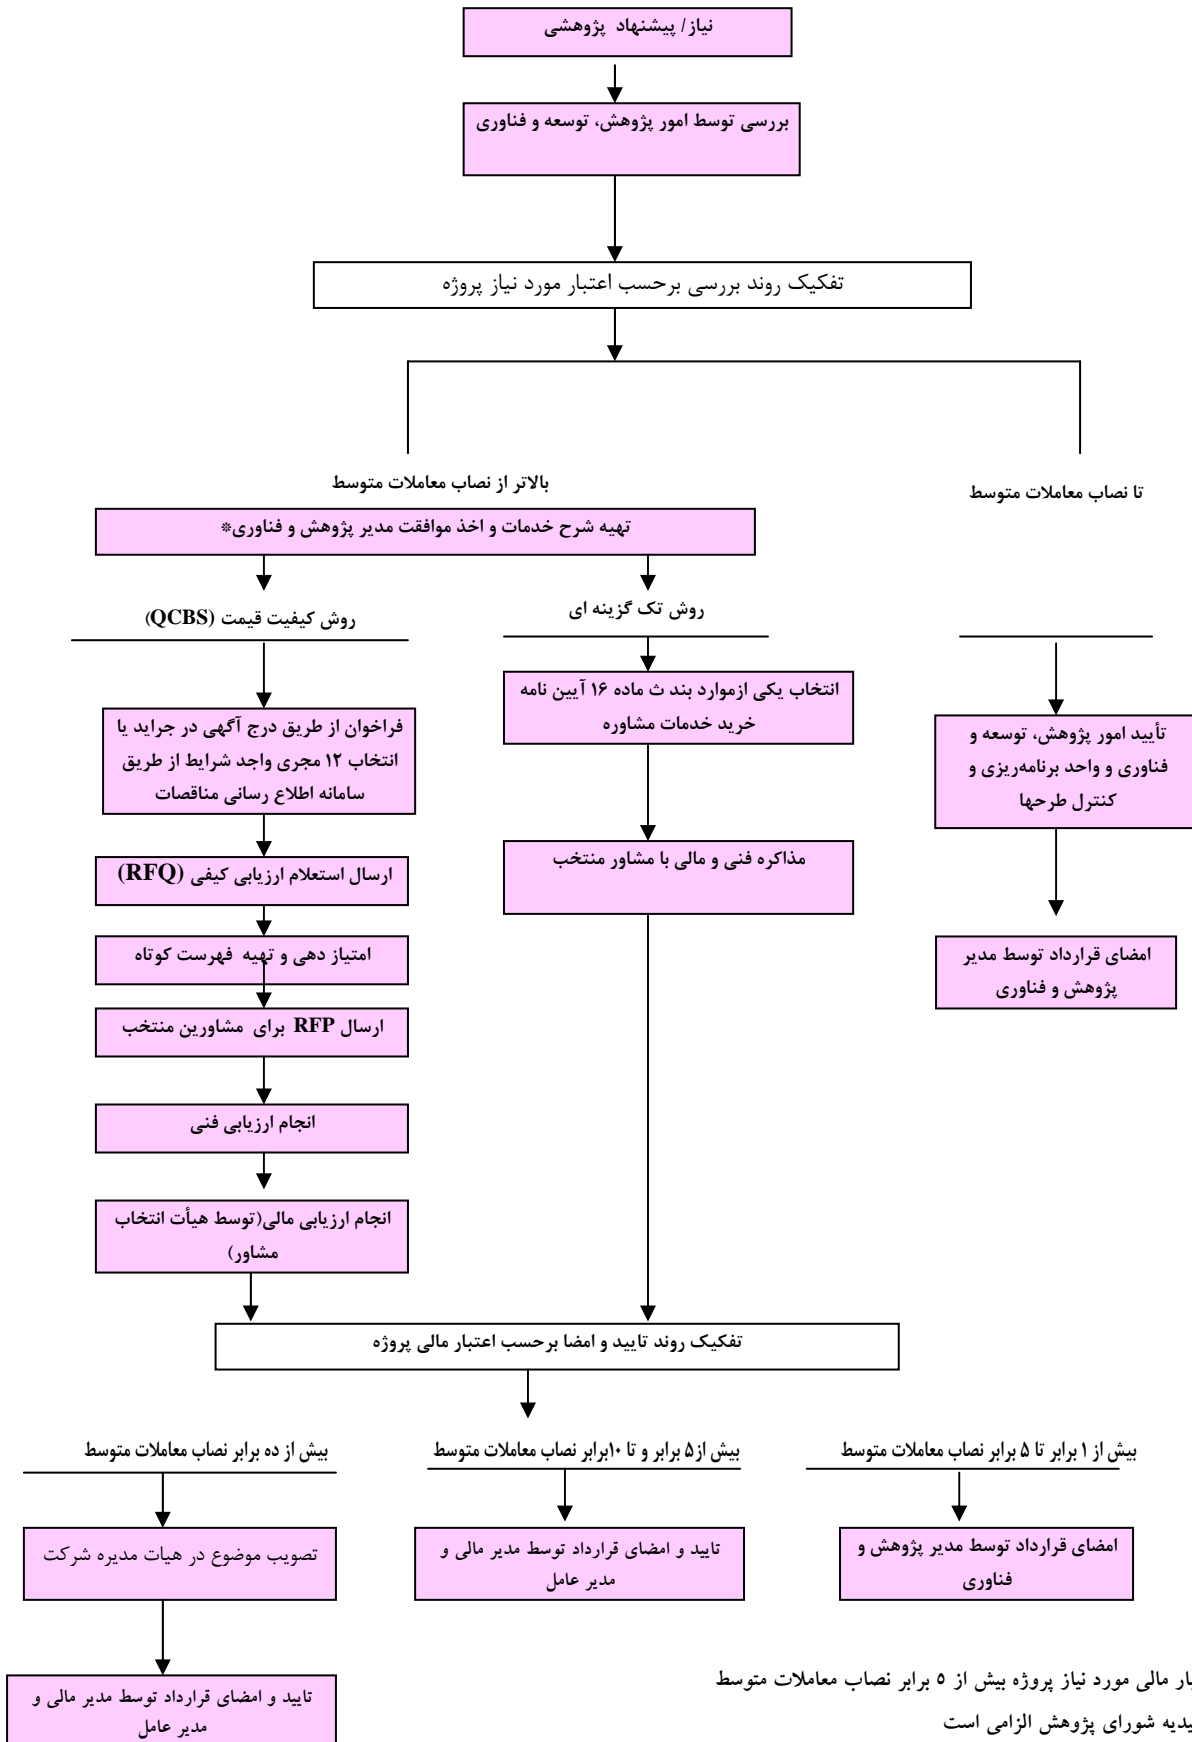 نیاز/ پیشنهاد پژوهشی
بررسی توسط امور پژوهش، توسعه و فناوری
تفکیک روند بررسی برحسب اعتبار مورد نیاز پروژه
بالاتر از نصاب معاملات متوسط
تا نصاب معاملات متوسط
تهیه شرح خدمات و اخذ موافقت مدیر پژوهش و فناوری*
روش تک گزینه ای
روش کیفیت قیمت (QCBS)
انتخاب یکی ازموارد بند ث ماده ۱۶ آیین نامه
خرید خدمات مشاوره
فراخوان از طریق درج آگهی در جراید یا
انتخاب ۱۲ مجری واجد شرایط از طریق
سامانه اطلاع رسانی مناقصات
تأیید امور پژوهش، توسعه و
فناوری و واحد برنامه‌ریزی و
کنترل طرحها
مذاکره فنی و مالی با مشاور منتخب
ارسال استعلام ارزیابی کیفی (RFQ)
امتیاز دهی و تهیه فهرست کوتاه
امضای قرارداد توسط مدیر
پژوهش و فناوری
ارسال RFP برای مشاورین منتخب
انجام ارزیابی فنی
انجام ارزیابی مالی(توسط هیأت انتخاب
مشاور)
تفکیک روند تایید و امضا برحسب اعتبار مالی پروژه
بیش از ۱ برابر تا ۵ برابر نصاب معاملات متوسط
بیش از۵ برابر و تا ۱۰برابر نصاب معاملات متوسط
بیش از ده برابر نصاب معاملات متوسط
امضای قرارداد توسط مدیر پژوهش و
فناوری
تایید و امضای قرارداد توسط مدیر مالی و
مدیر عامل
تصویب موضوع در هیات مدیره شرکت
تایید و امضای قرارداد توسط مدیر مالی و
مدیر عامل
مالی مورد نیاز پروژه بیش از ۵ برابر نصاب معاملات متوسط
شورای پژوهش الزامی است